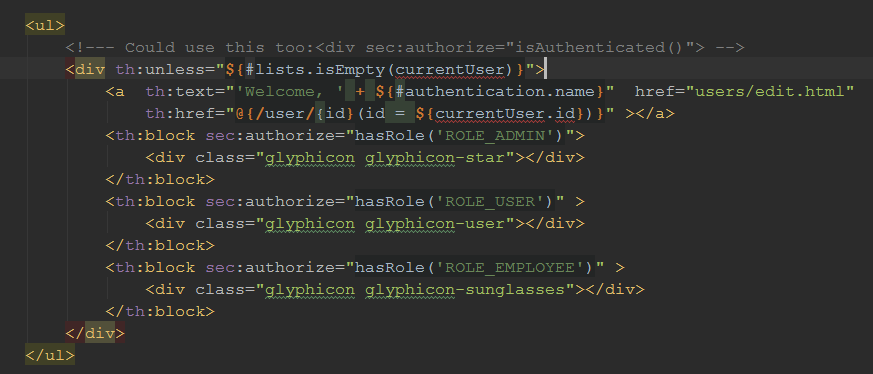 <ul>
<!--- Could use this too:<div sec:authorize="isAuthenticated()"> -->
<div th:unless="${#lists.isEmpty(currentUser)}">
<a  th:text="'Welcome, ' + ${#authentication.name}"  href="users/edit.html"
th:href="@{/user/{id}(id = ${currentUser.id})}" ></a>
<th:block sec:authorize="hasRole('ROLE_ADMIN')">
<div class="glyphicon glyphicon-star"></div>
</th:block>
<th:block sec:authorize="hasRole('ROLE_USER')" >
<div class="glyphicon glyphicon-user"></div>
</th:block>
<th:block sec:authorize="hasRole('ROLE_EMPLOYEE')" >
<div class="glyphicon glyphicon-sunglasses"></div>
</th:block>
</div>
</ul>